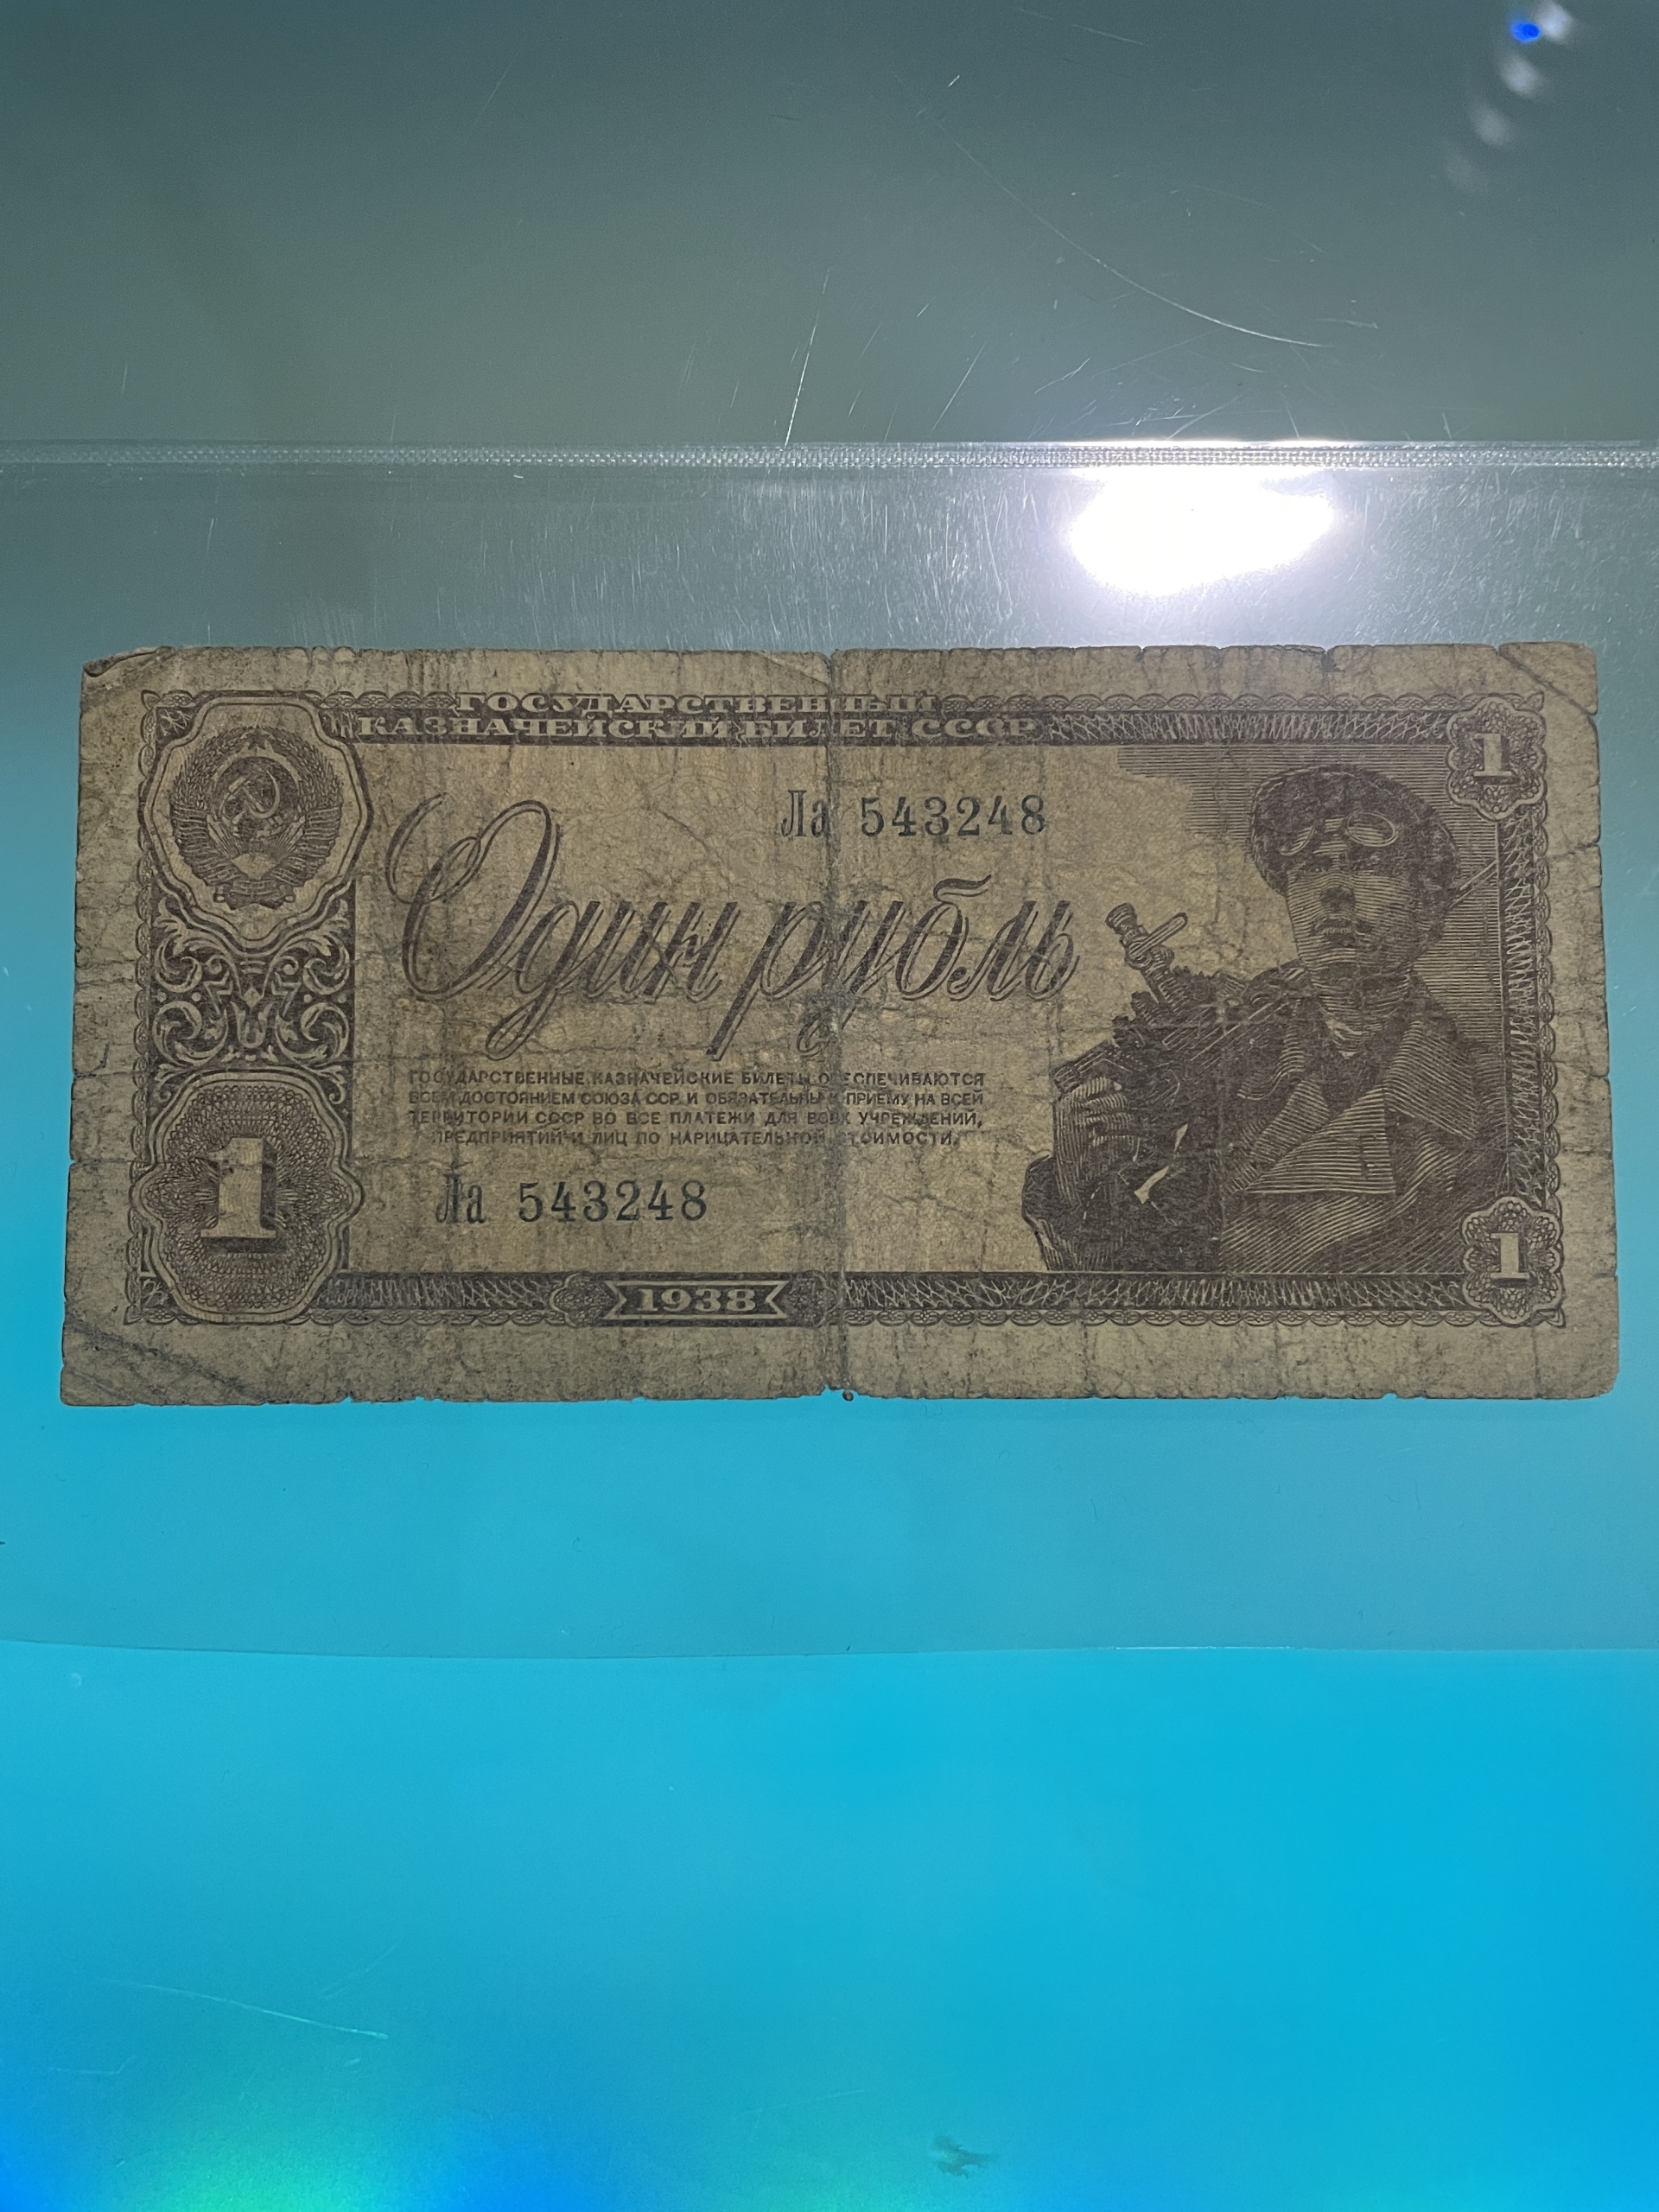 ГОСУДАРСТВЕННЫЙ
КАЗНАЧЕЙСКИЙ БИЛЕТ СССР
1
Ла 543248
Один рубль
ГОСУДАРСТВЕННЫЕ КАЗНАЧЕЙСКИЕ БИЛЕТЫ ОБЕСПЕЧИВАЮТСЯ
ВСЕМ ДОСТОЯНИЕМ СОЮЗА ССР И ОБЯЗАТЕЛЬНЫ К ПРИЕМУ НА ВСЕЙ
ТЕРРИТОРИИ СССР ВО ВСЕ ПЛАТЕЖИ ДЛЯ ВСЕХ УЧРЕЖДЕНИЙ,
ПРЕДПРИЯТИЙ И ЛИЦ ПО НАРИЦАТЕЛЬНОЙ СТОИМОСТИ.
1
Ла 543248
1
1938